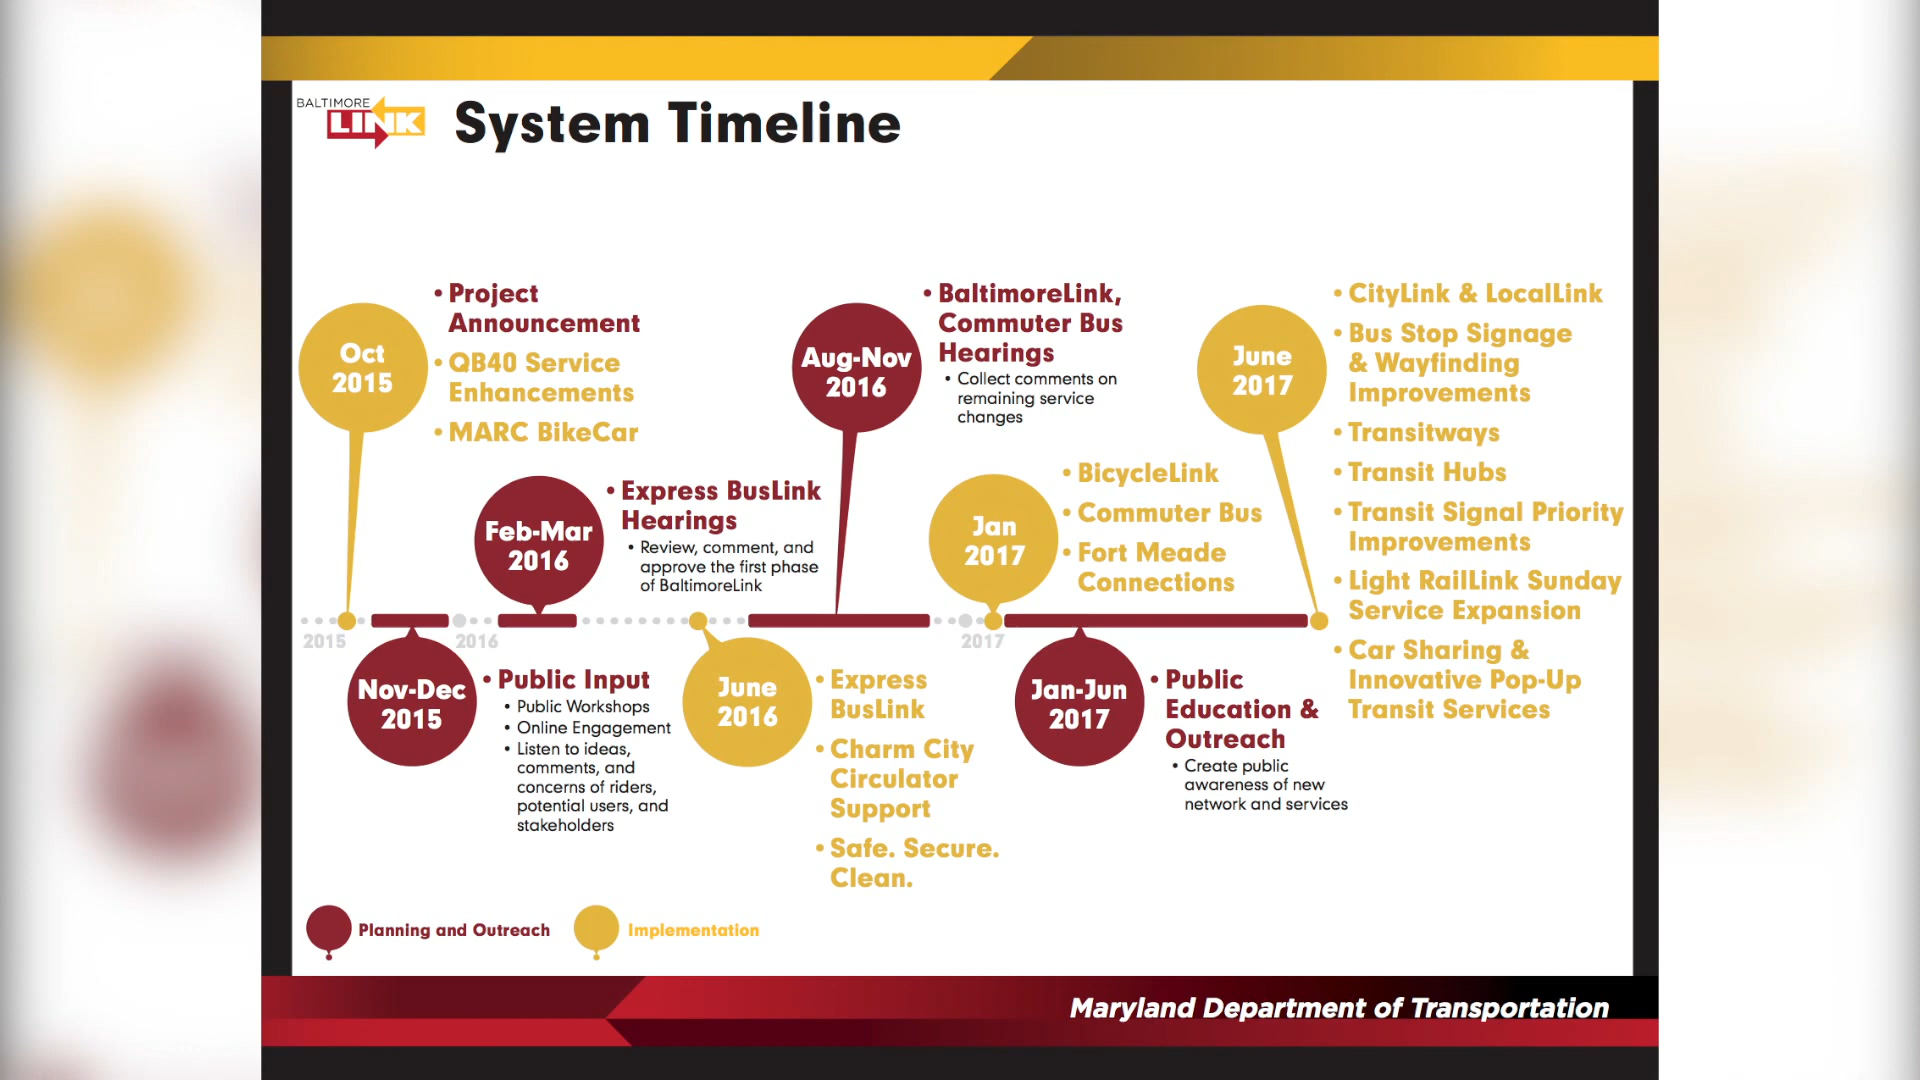 BALTIMORE
LINK
System Timeline
Oct
2015
• Project
Announcement
• QB40 Service
Enhancements
• MARC BikeCar
Feb-Mar
2016
• Express BusLink
Hearings
• Review, comment, and
approve the first phase
of BaltimoreLink
Aug-Nov
2016
• BaltimoreLink,
Commuter Bus
Hearings
• Collect comments on
remaining service
changes
Jan
2017
• BicycleLink
• Commuter Bus
• Fort Meade
Connections
June
2017
• CityLink & LocalLink
• Bus Stop Signage
& Wayfinding
Improvements
• Transitways
• Transit Hubs
• Transit Signal Priority
Improvements
• Light RailLink Sunday
Service Expansion
• Car Sharing &
Innovative Pop-Up
Transit Services
2015
2016
2017
Nov-Dec
2015
• Public Input
• Public Workshops
• Online Engagement
• Listen to ideas,
comments, and
concerns of riders,
potential users, and
stakeholders
June
2016
• Express
BusLink
• Charm City
Circulator
Support
• Safe. Secure.
Clean.
Jan-Jun
2017
• Public
Education &
Outreach
• Create public
awareness of new
network and services
Planning and Outreach
Implementation
Maryland Department of Transportation